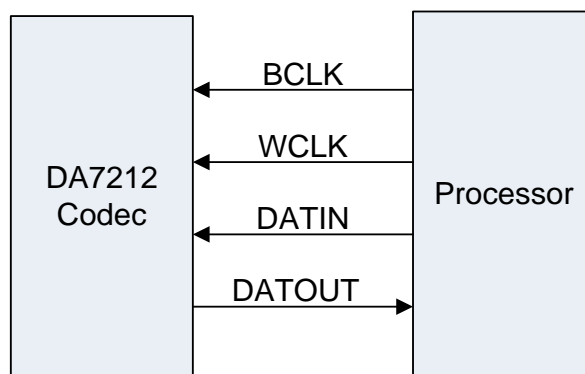 BCLK
WCLK
DA7212
Codec
Processor
DATIN
DATOUT